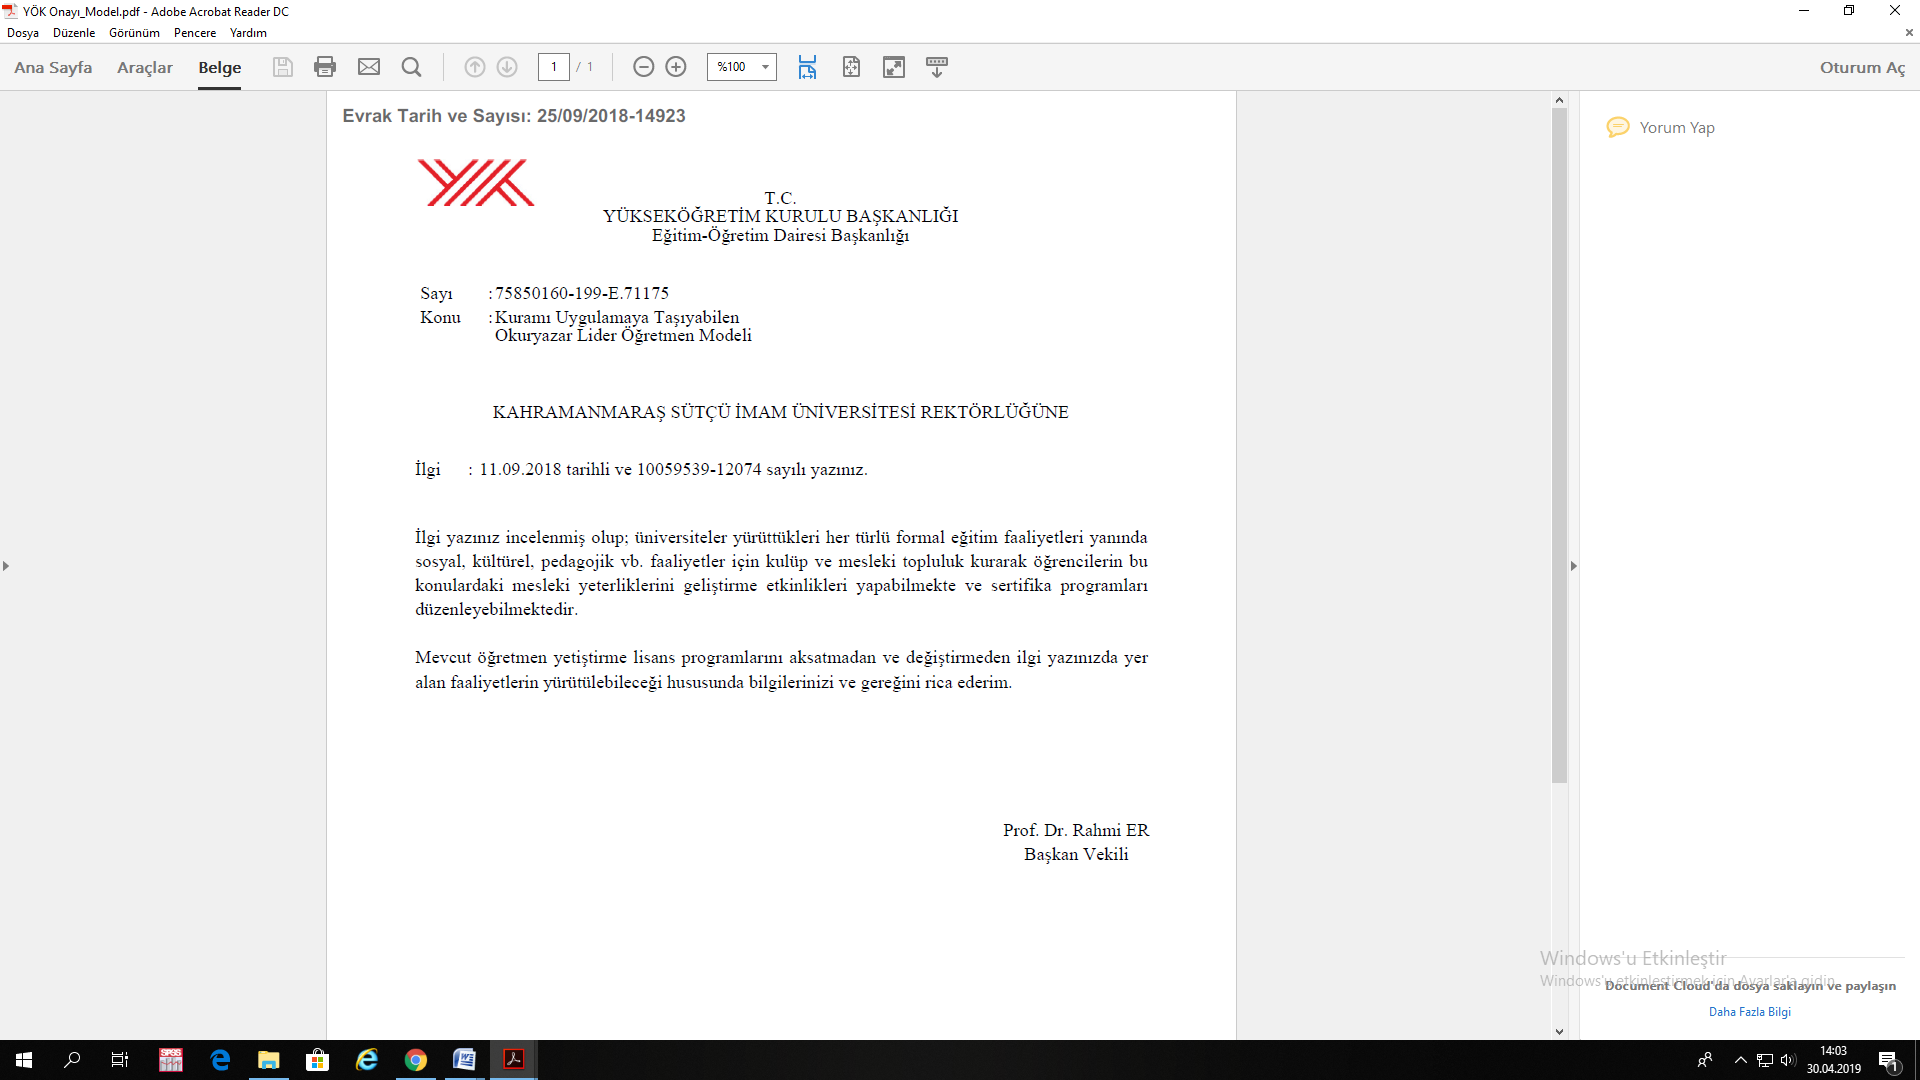 YÖK Onayı_Model.pdf - Adobe Acrobat Reader DC
Dosya Düzenle Görünüm Pencere Yardım
Ana Sayfa Araçlar Belge 1 / 1 %100 Oturum Aç
Evrak Tarih ve Sayısı: 25/09/2018-14923
Yorum Yap
T.C.
YÜKSEKÖĞRETİM KURULU BAŞKANLIĞI
Eğitim-Öğretim Dairesi Başkanlığı
Sayı :75850160-199-E.71175
Konu :Kuramı Uygulamaya Taşıyabilen
Okuryazar Lider Öğretmen Modeli
KAHRAMANMARAŞ SÜTÇÜ İMAM ÜNİVERSİTESİ REKTÖRLÜĞÜNE
İlgi : 11.09.2018 tarihli ve 10059539-12074 sayılı yazınız.
İlgi yazınız incelenmiş olup; üniversiteler yürüttükleri her türlü formal eğitim faaliyetleri yanında
sosyal, kültürel, pedagojik vb. faaliyetler için kulüp ve mesleki topluluk kurarak öğrencilerin bu
konulardaki mesleki yeterliklerini geliştirme etkinlikleri yapabilmekte ve sertifika programları
düzenleyebilmektedir.
Mevcut öğretmen yetiştirme lisans programlarını aksatmadan ve değiştirmeden ilgi yazınızda yer
alan faaliyetlerin yürütülebileceği hususunda bilgilerinizi ve gereğini rica ederim.
Prof. Dr. Rahmi ER
Başkan Vekili
Windows'u Etkinleştir
Windows'u etkinleştirmek için Ayarlar'a gidin.
Document Cloud'da dosya saklayın ve paylaşın
Daha Fazla Bilgi
SPSS
14:03
30.04.2019
1